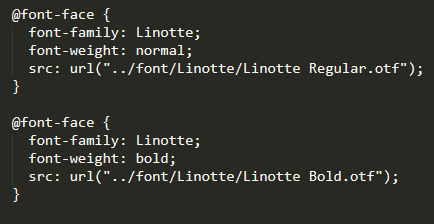 @font-face {
  font-family: Linotte;
  font-weight: normal;
  src: url("../font/Linotte/Linotte Regular.otf");
}

@font-face {
  font-family: Linotte;
  font-weight: bold;
  src: url("../font/Linotte/Linotte Bold.otf");
}